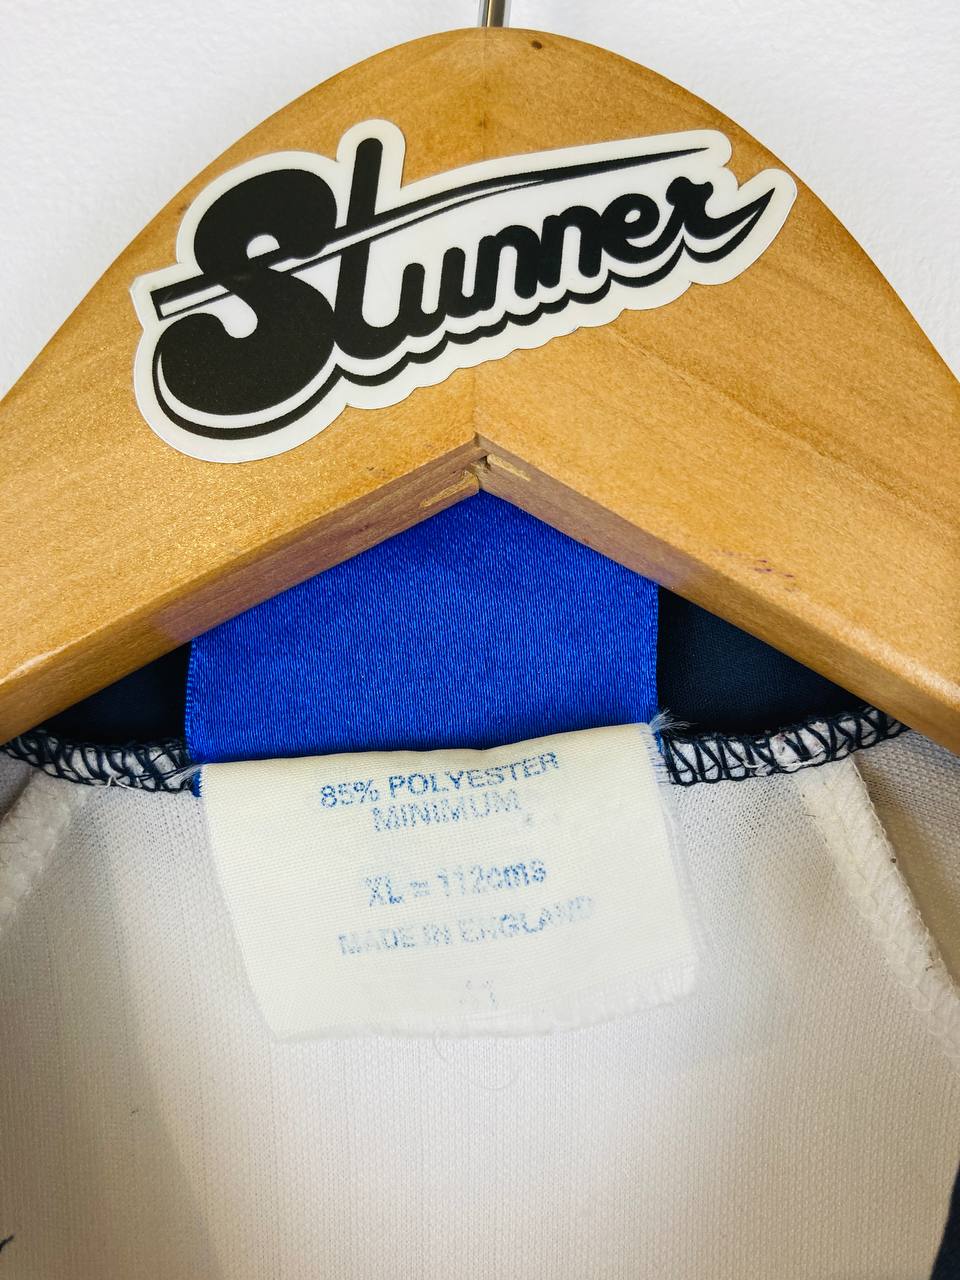 Stunner
85% POLYESTER
MINIMUM
XL = 112cms
MADE IN ENGLAND